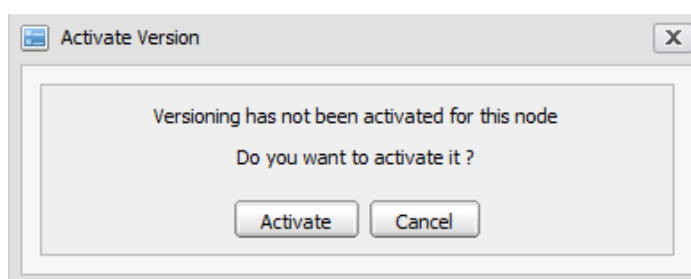 Activate Version
Versioning has not been activated for this node
Do you want to activate it ?
Activate Cancel